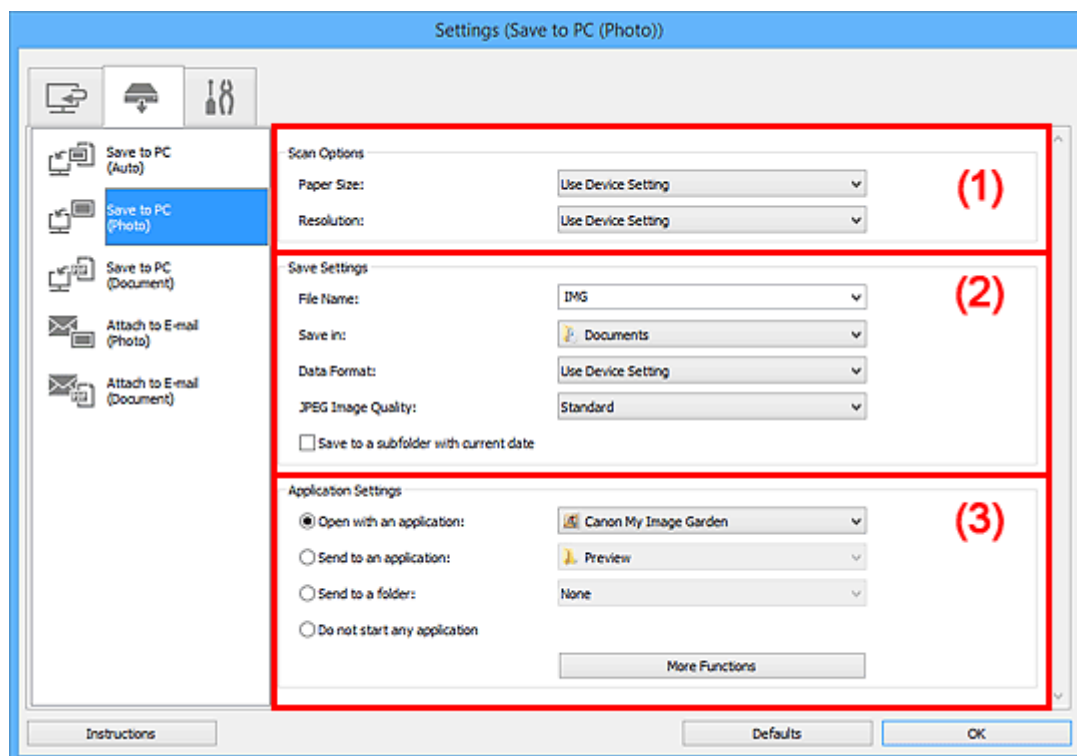 Settings (Save to PC (Photo))
Save to PC
(Auto)
Save to PC
(Photo)
Save to PC
(Document)
Attach to E-mail
(Photo)
Attach to E-mail
(Document)
Scan Options
(1)
Paper Size: Use Device Setting
Resolution: Use Device Setting
Save Settings
(2)
File Name: IMG
Save in: Documents
Data Format: Use Device Setting
JPEG Image Quality: Standard
Save to a subfolder with current date
Application Settings
(3)
Open with an application: Canon My Image Garden
Send to an application: Preview
Send to a folder: None
Do not start any application
More Functions
Instructions Defaults OK